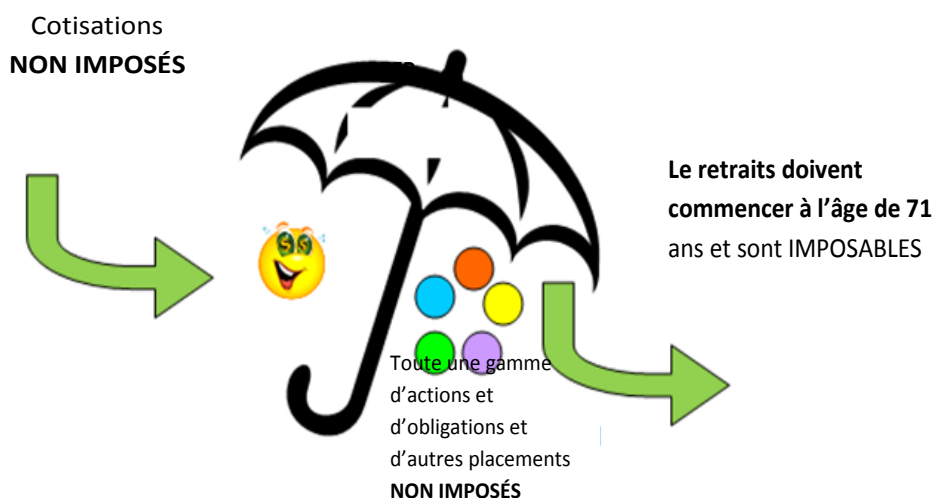 Cotisations
NON IMPOSÉS
Le retraits doivent
commencer à l’âge de 71
ans et sont IMPOSABLES
Toute une gamme
d’actions et
d’obligations et
d’autres placements
NON IMPOSÉS